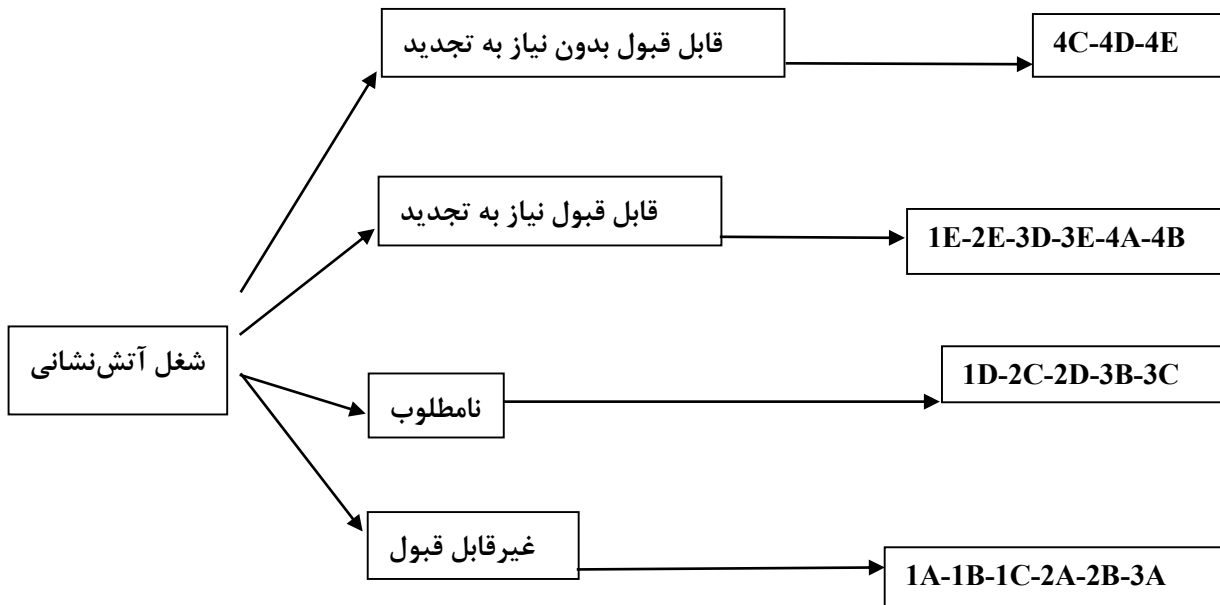 قابل قبول بدون نیاز به تجدید
4C-4D-4E
قابل قبول نیاز به تجدید
1E-2E-3D-3E-4A-4B
شغل آتش‌نشانی
نامطلوب
1D-2C-2D-3B-3C
غیرقابل قبول
1A-1B-1C-2A-2B-3A